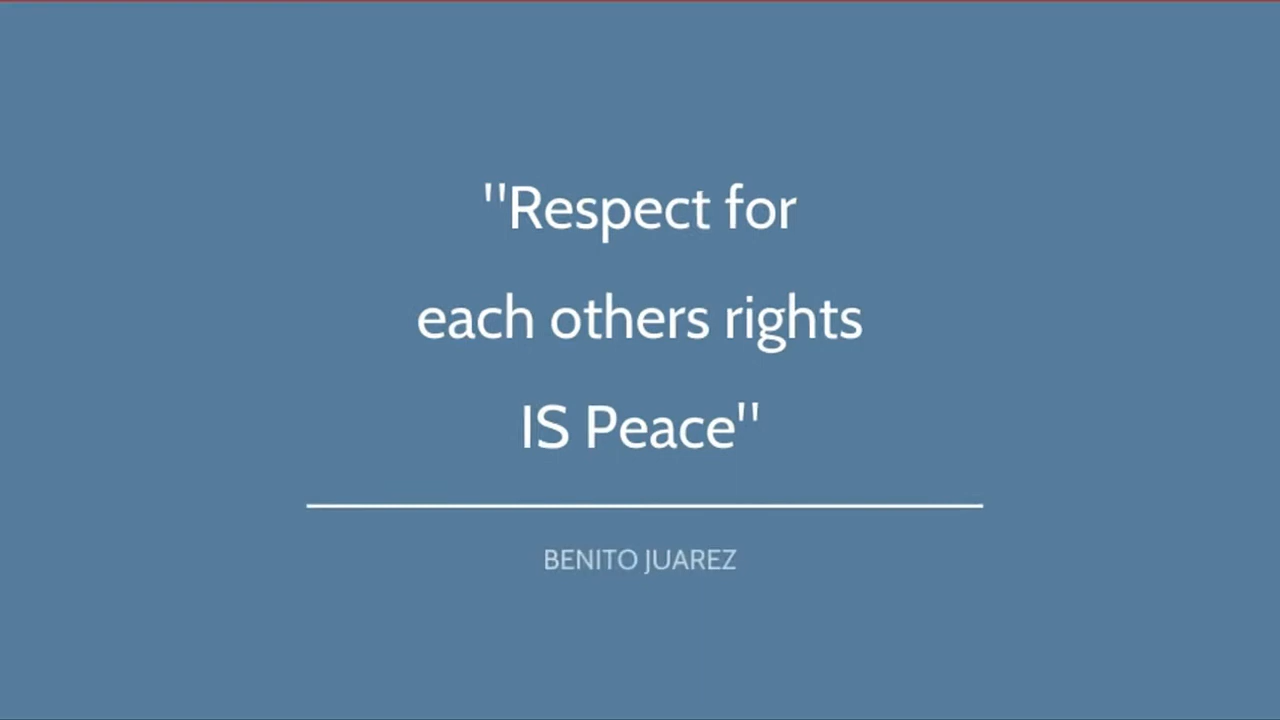 "Respect for
each others rights
IS Peace"
BENITO JUAREZ